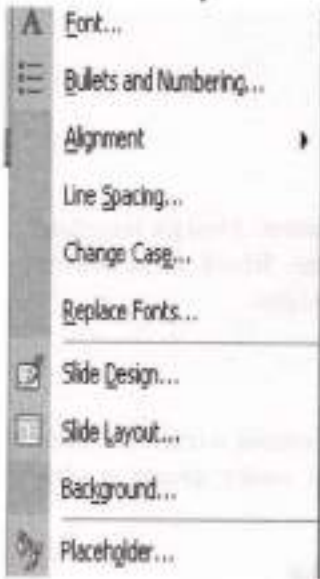 Font...
Bullets and Numbering...
Alignment
Line Spacing...
Change Case...
Replace Fonts...
Slide Design...
Slide Layout...
Background...
Placeholder...